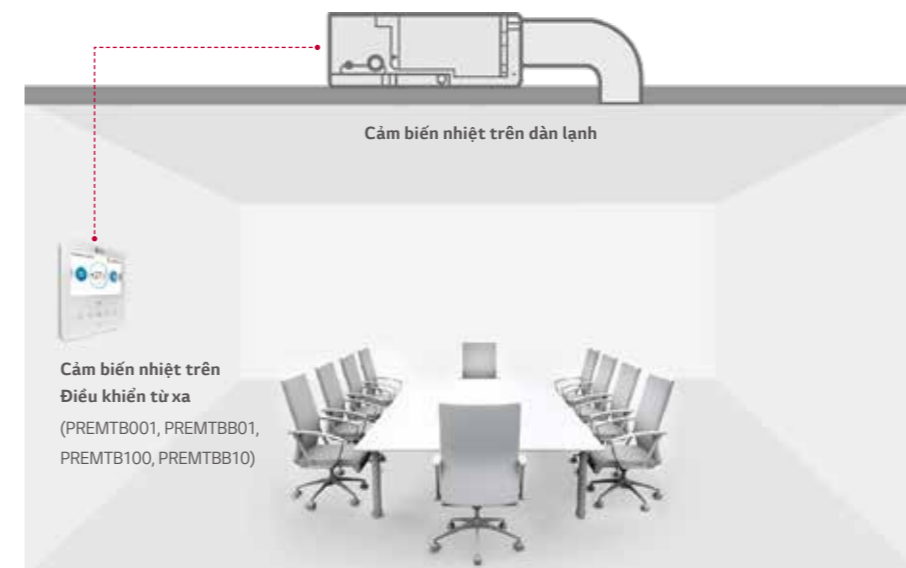 Cảm biến nhiệt trên dàn lạnh
Cảm biến nhiệt trên
Điều khiển từ xa
(PREMTB001, PREMTBB01,
PREMTB100, PREMTBB10)